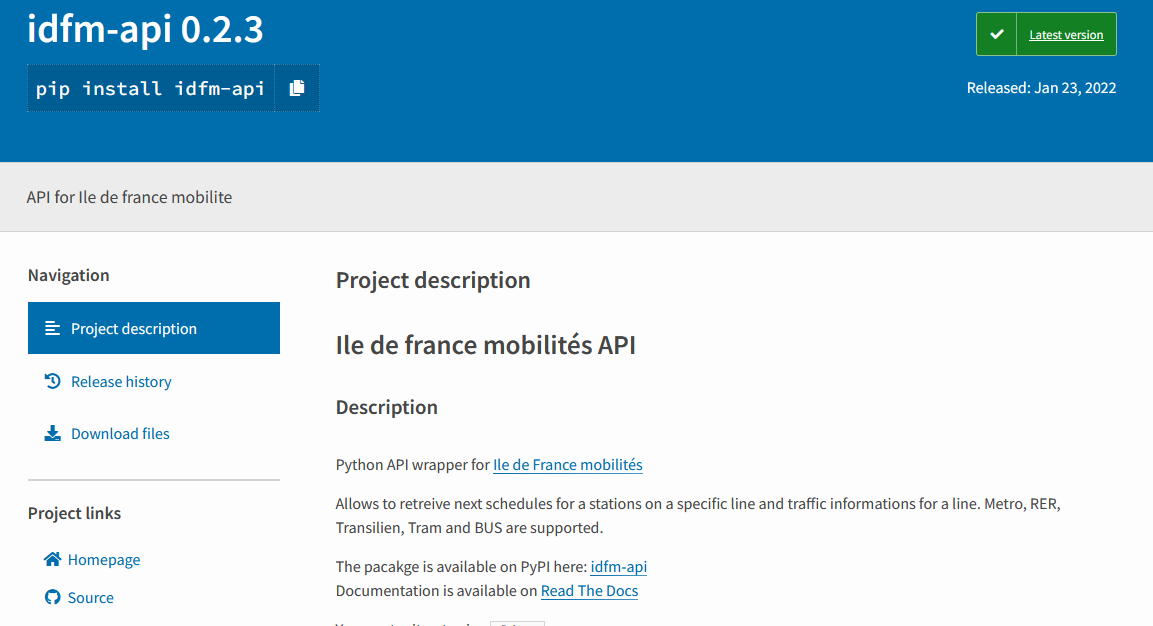 idfm-api 0.2.3
Latest version
pip install idfm-api
Released: Jan 23, 2022
API for Ile de france mobilite
Navigation
Project description
Release history
Download files
Project links
Homepage
Source
Project description
Ile de france mobilités API
Description
Python API wrapper for Ile de France mobilités
Allows to retreive next schedules for a stations on a specific line and traffic informations for a line. Metro, RER,
Transilien, Tram and BUS are supported.
The pacakge is available on PyPI here: idfm-api
Documentation is available on Read The Docs